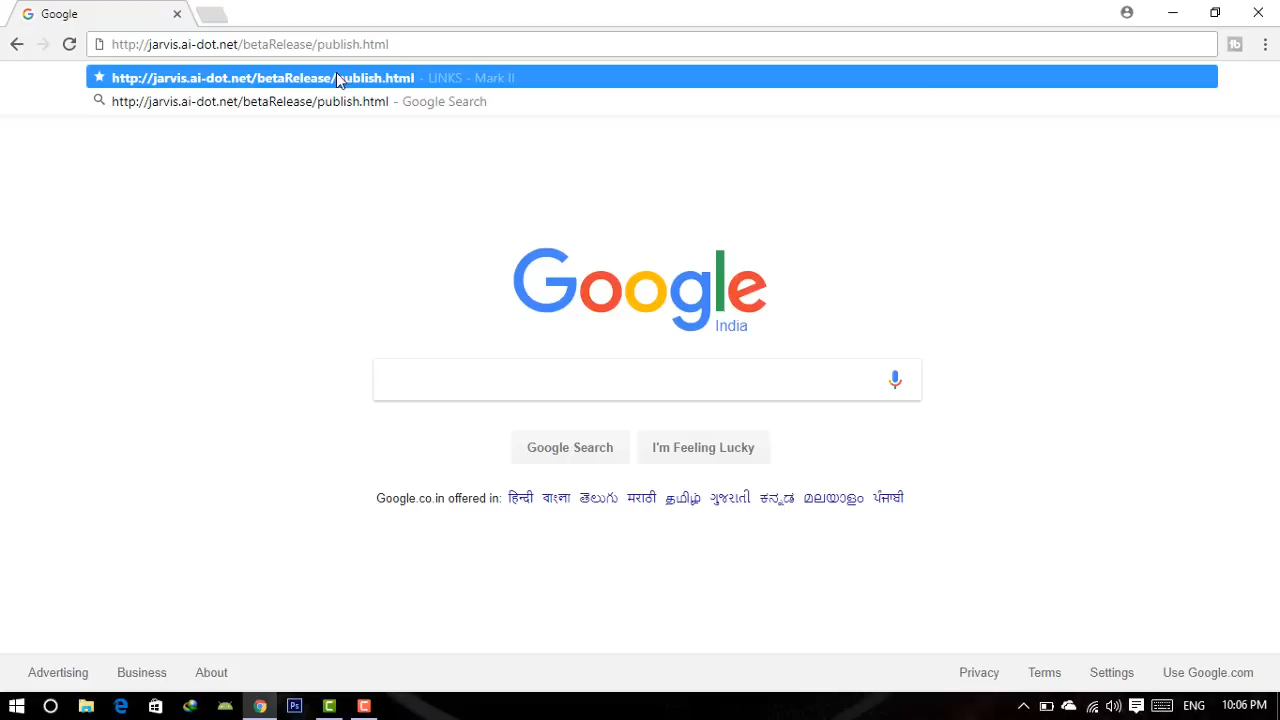 Google
http://jarvis.ai-dot.net/betaRelease/publish.html
http://jarvis.ai-dot.net/betaRelease/publish.html - LINKS - Mark II
http://jarvis.ai-dot.net/betaRelease/publish.html - Google Search
Google
India
Google Search I'm Feeling Lucky
Google.co.in offered in: हिन्दी বাংলা తెలుగు मराठी தமிழ் ગુજરાતી ಕನ್ನಡ മലയാളം ਪੰਜਾਬੀ
Advertising Business About Privacy Terms Settings Use Google.com
Ps C C ENG 10:06 PM